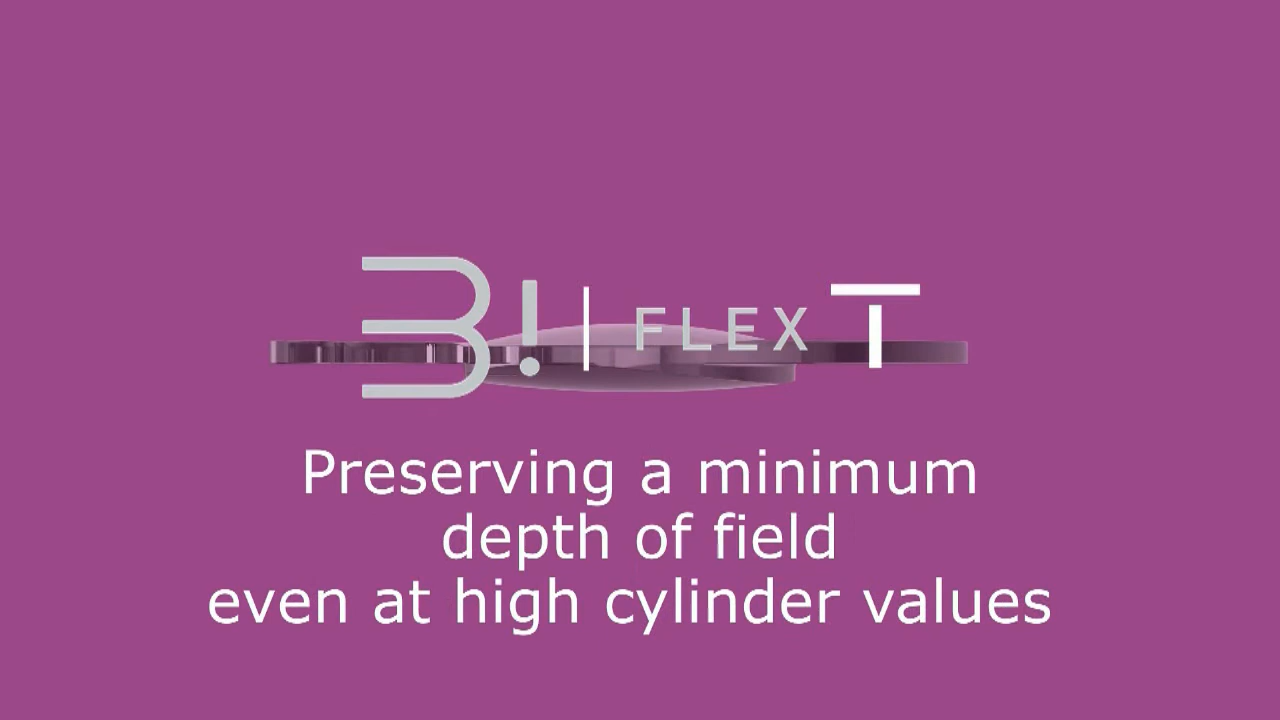 B! | FLEX T
Preserving a minimum
depth of field
even at high cylinder values